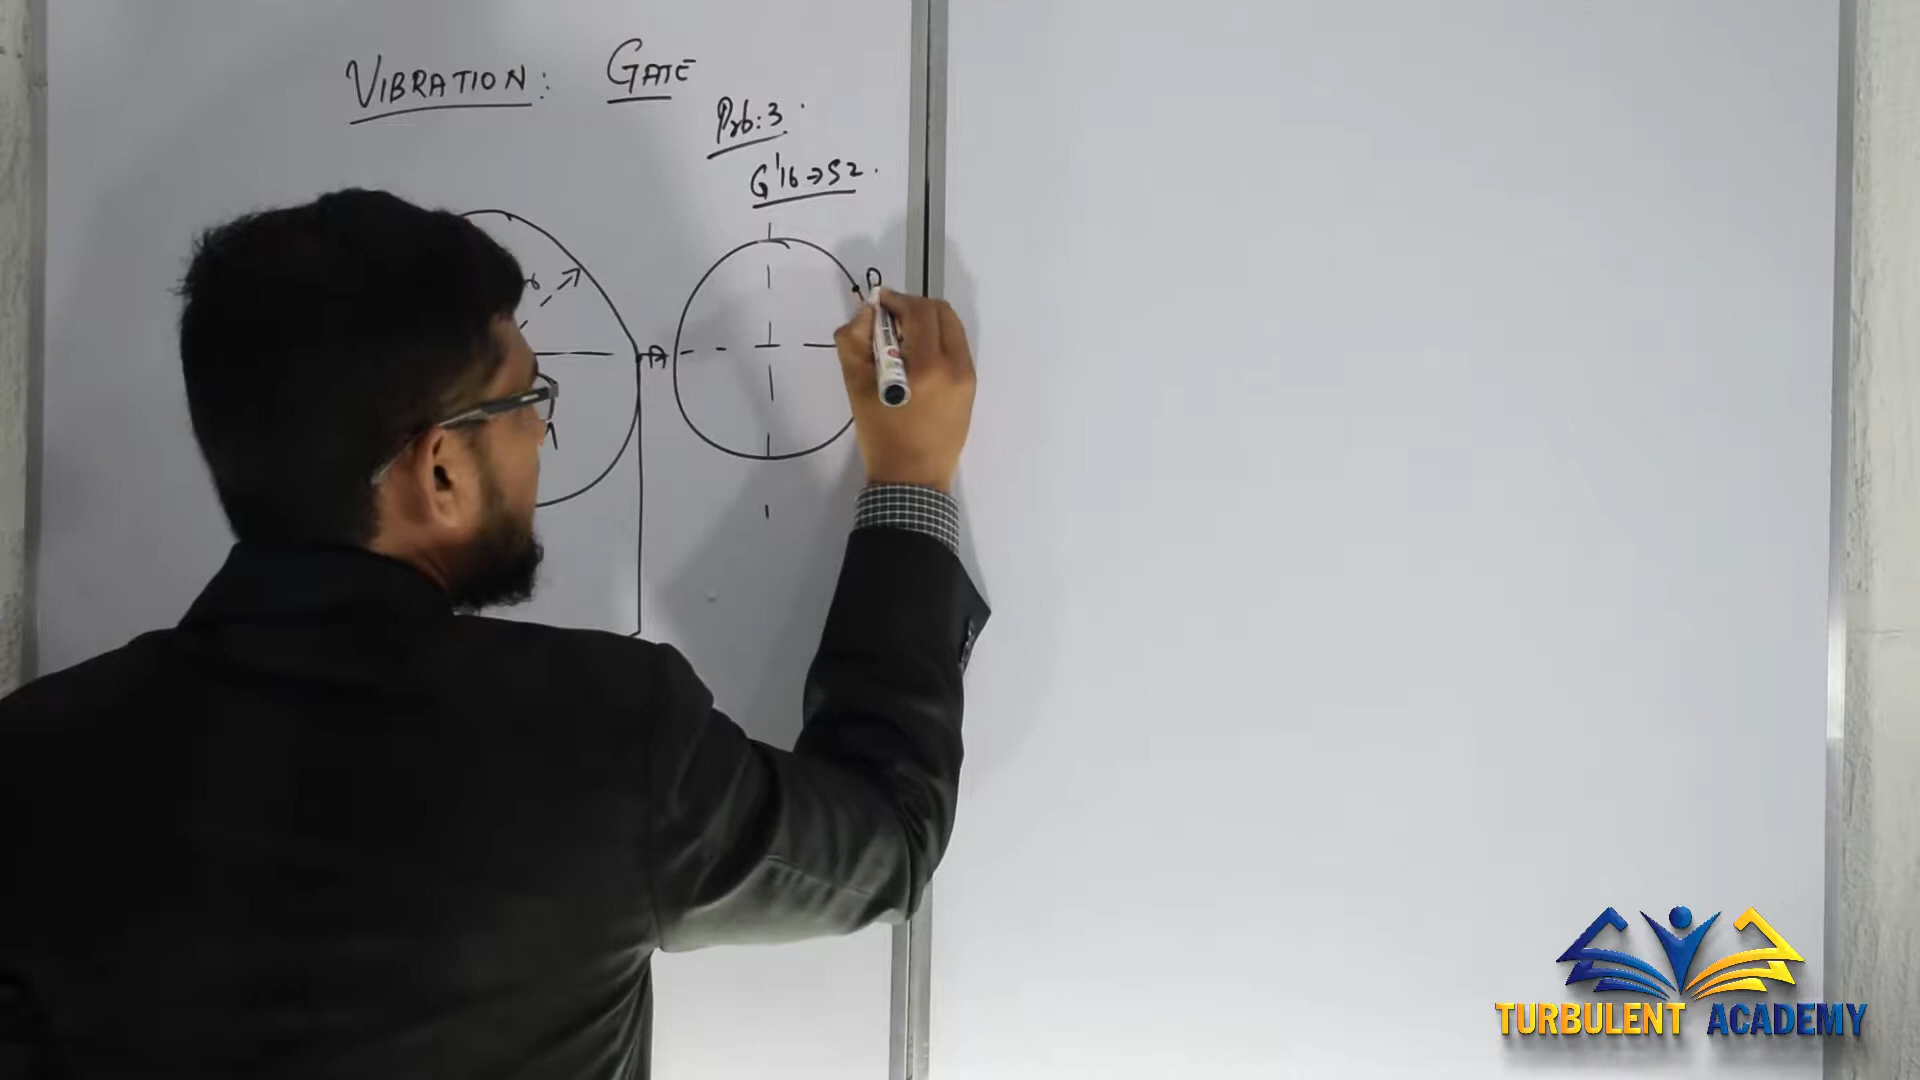 VIBRATION: GATE
Prb:3
G'16→S2.
r
A
TURBULENT ACADEMY